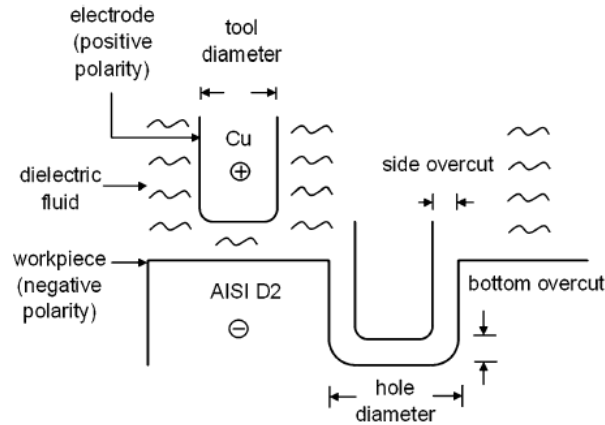 electrode
(positive
polarity)
tool
diameter
Cu
+
side overcut
dielectric
fluid
workpiece
(negative
polarity)
AISI D2
−
bottom overcut
hole
diameter